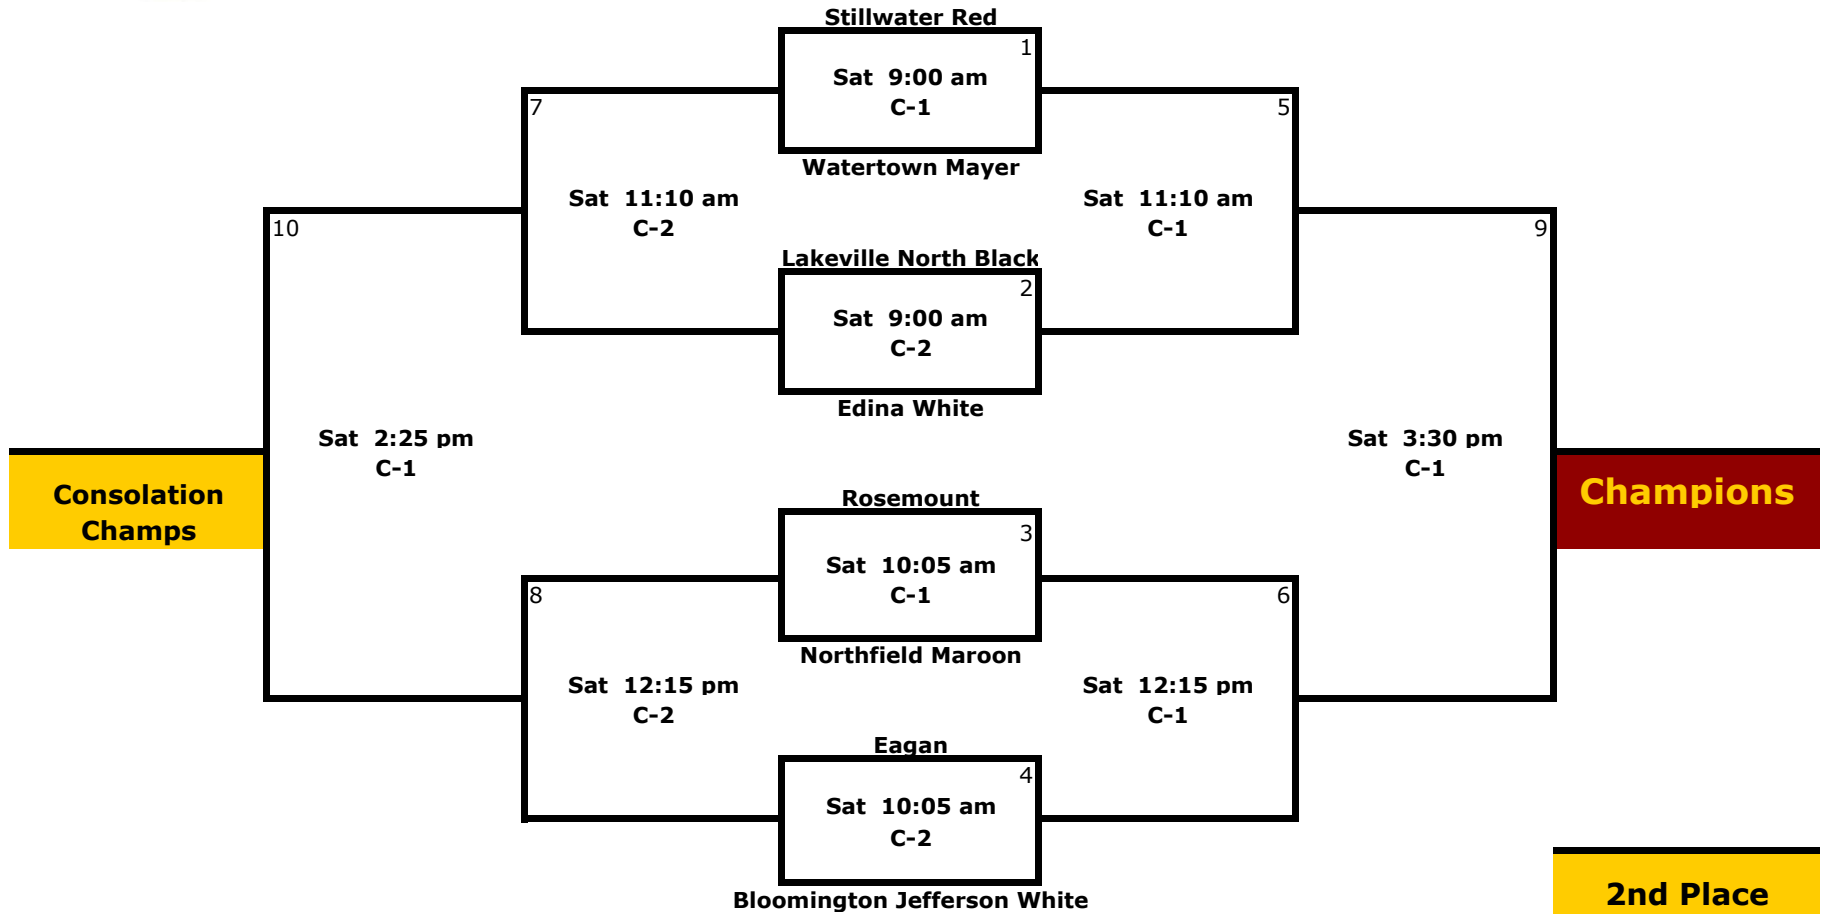 Stillwater Red
1
Sat 9:00 am
C-1
7
5
Watertown Mayer
Sat 11:10 am
C-2
Sat 11:10 am
C-1
10
9
Lakeville North Black
2
Sat 9:00 am
C-2
Edina White
Sat 2:25 pm
C-1
Sat 3:30 pm
C-1
Consolation
Champs
Champions
Rosemount
3
Sat 10:05 am
C-1
8
6
Northfield Maroon
Sat 12:15 pm
C-2
Sat 12:15 pm
C-1
Eagan
4
Sat 10:05 am
C-2
Bloomington Jefferson White
2nd Place